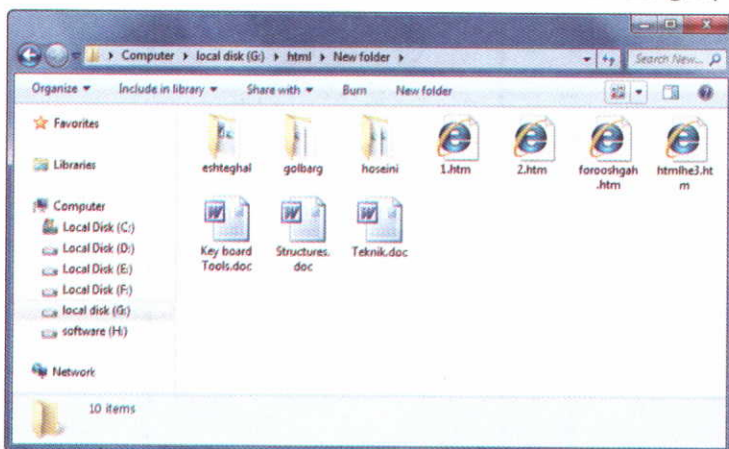 Computer ▸ local disk (G:) ▸ html ▸ New folder ▸
Search New...
Organize ▾ Include in library ▾ Share with ▾ Burn New folder
Favorites
Libraries
Computer
Local Disk (C:)
Local Disk (D:)
Local Disk (E:)
Local Disk (F:)
local disk (G:)
software (H:)
Network
eshteghal golbarg hoseini 1.htm 2.htm forooshgah htmlhe3.ht
.htm m
Key board Structures. Teknik.doc
Tools.doc doc
10 items